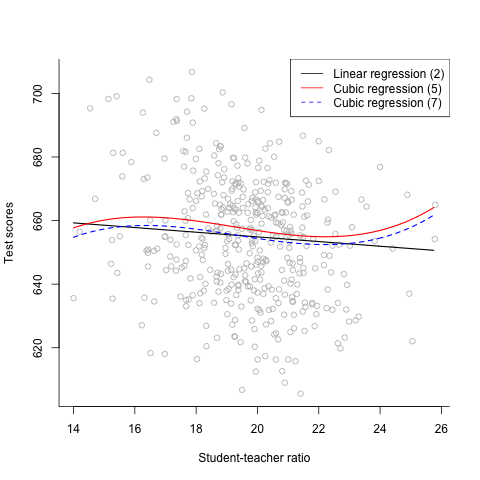 Linear regression (2)
Cubic regression (5)
Cubic regression (7)
Test scores
700
680
660
640
620
14 16 18 20 22 24 26
Student-teacher ratio